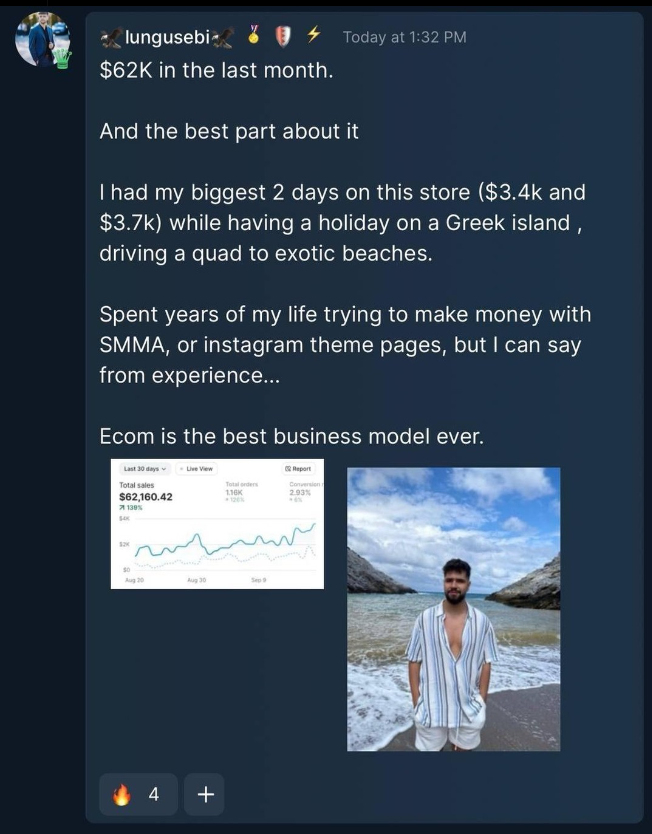 lungusebi Today at 1:32 PM
$62K in the last month.
And the best part about it
I had my biggest 2 days on this store ($3.4k and
$3.7k) while having a holiday on a Greek island ,
driving a quad to exotic beaches.
Spent years of my life trying to make money with
SMMA, or instagram theme pages, but I can say
from experience...
Ecom is the best business model ever.
Last 30 days Live View Report
Total sales Total orders Conversion
$62,160.42 1.16K 2.93%
138%
$4K
$2K
$0
Aug 20 Aug 30 Sep 9
4 +